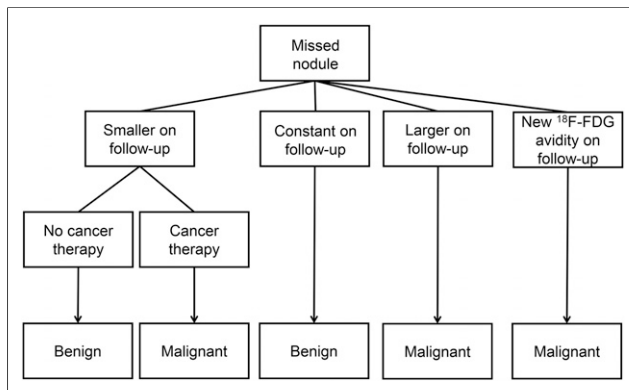 Missed
nodule
Smaller on
follow-up
Constant on
follow-up
Larger on
follow-up
New ¹⁸F-FDG
avidity on
follow-up
No cancer
therapy
Cancer
therapy
Benign
Malignant
Benign
Malignant
Malignant